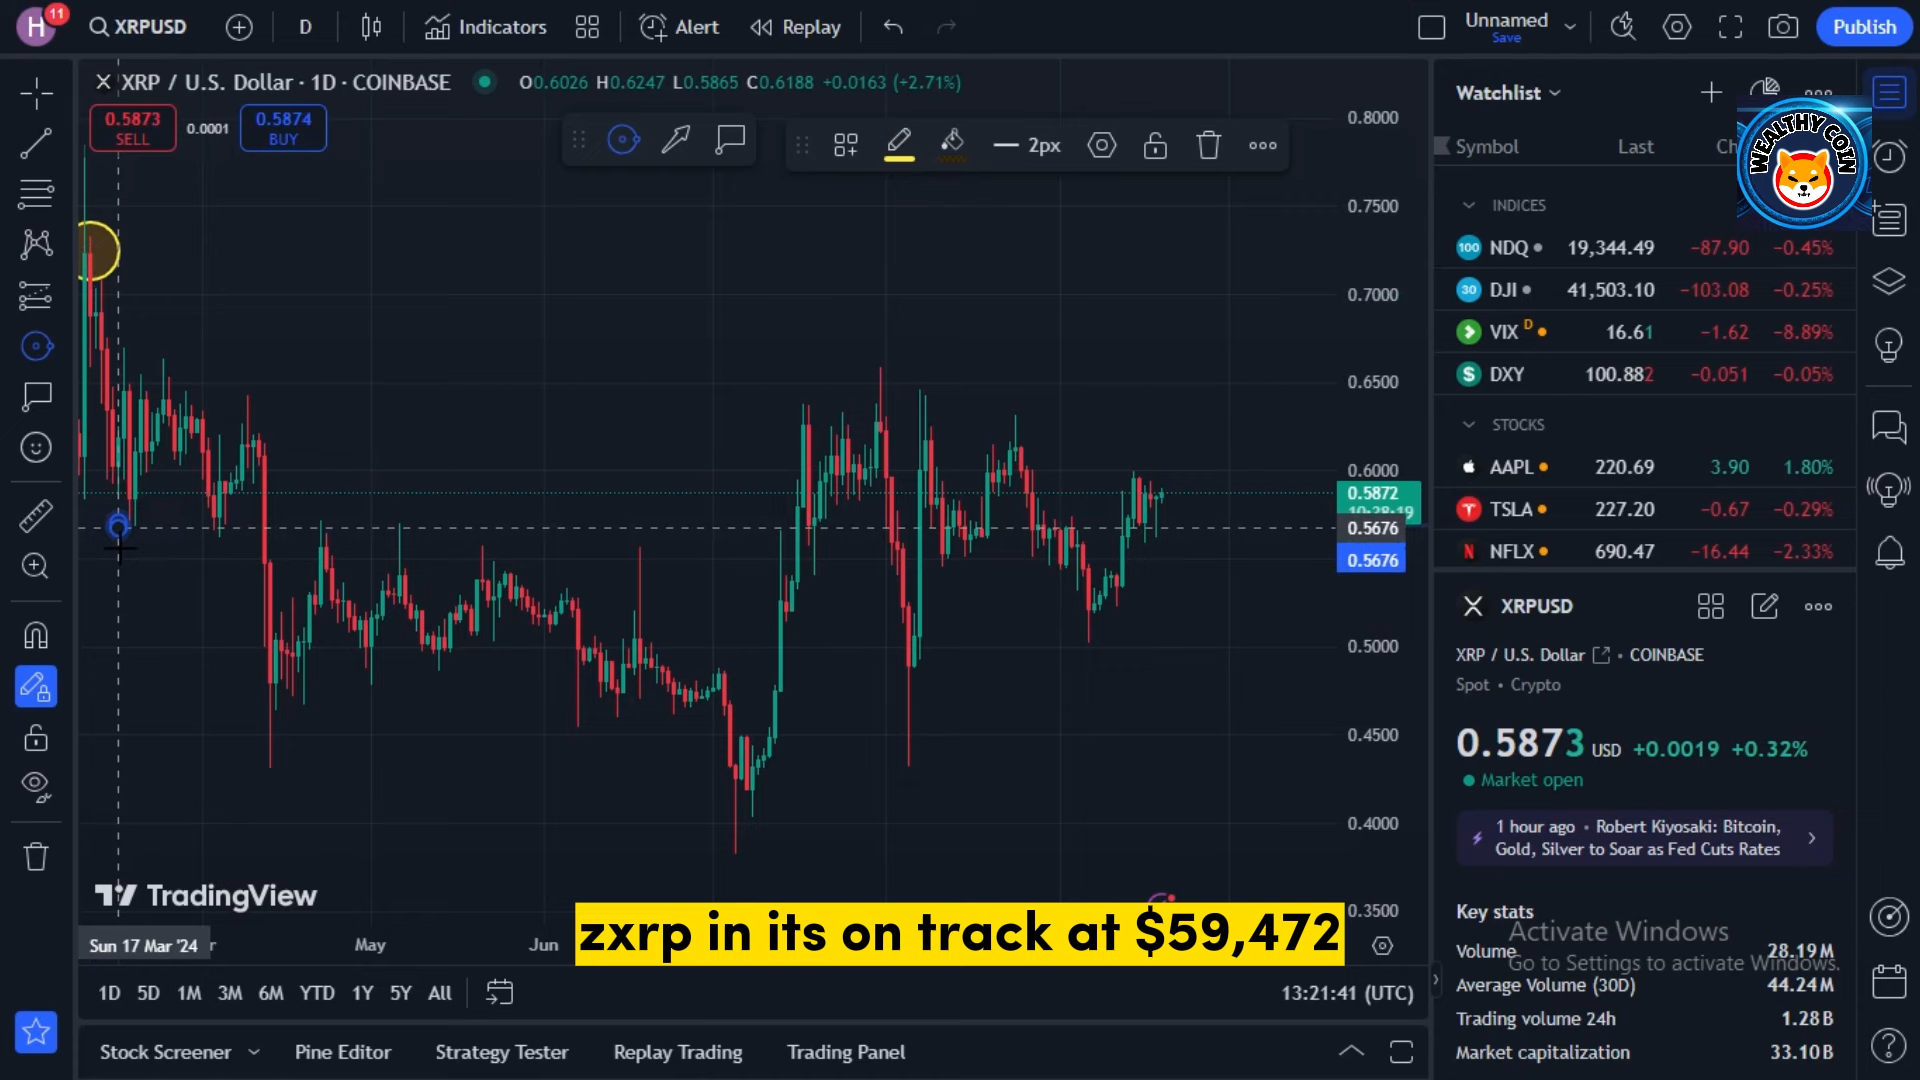 H 11 XRPUSD D Indicators Alert Replay Unnamed Save Publish
XRP / U.S. Dollar · 1D · COINBASE O0.6026 H0.6247 L0.5865 C0.6188 +0.0163 (+2.71%)
0.5873 SELL 0.0001 0.5874 BUY
2px
0.8000
0.7500
0.7000
0.6500
0.6000
0.5872
10:28:19
0.5676
0.5676
0.5000
0.4500
0.4000
0.3500
TradingView
Sun 17 Mar '24 r May Jun
zxrp in its on track at $59,472
1D 5D 1M 3M 6M YTD 1Y 5Y All 13:21:41 (UTC)
Stock Screener Pine Editor Strategy Tester Replay Trading Trading Panel
Watchlist
WEALTHY COIN
Symbol Last Ch
INDICES
100 NDQ 19,344.49 −87.90 −0.45%
30 DJI 41,503.10 −103.08 −0.25%
VIX D 16.61 −1.62 −8.89%
$ DXY 100.882 −0.051 −0.05%
STOCKS
AAPL 220.69 3.90 1.80%
TSLA 227.20 −0.67 −0.29%
N NFLX 690.47 −16.44 −2.33%
XRPUSD
XRP / U.S. Dollar · COINBASE
Spot · Crypto
0.5873 USD +0.0019 +0.32%
Market open
1 hour ago · Robert Kiyosaki: Bitcoin,
Gold, Silver to Soar as Fed Cuts Rates
Key stats
Activate Windows
Volume 28.19M
Go to Settings to activate Windows.
Average Volume (30D) 44.24M
Trading volume 24h 1.28B
Market capitalization 33.10B